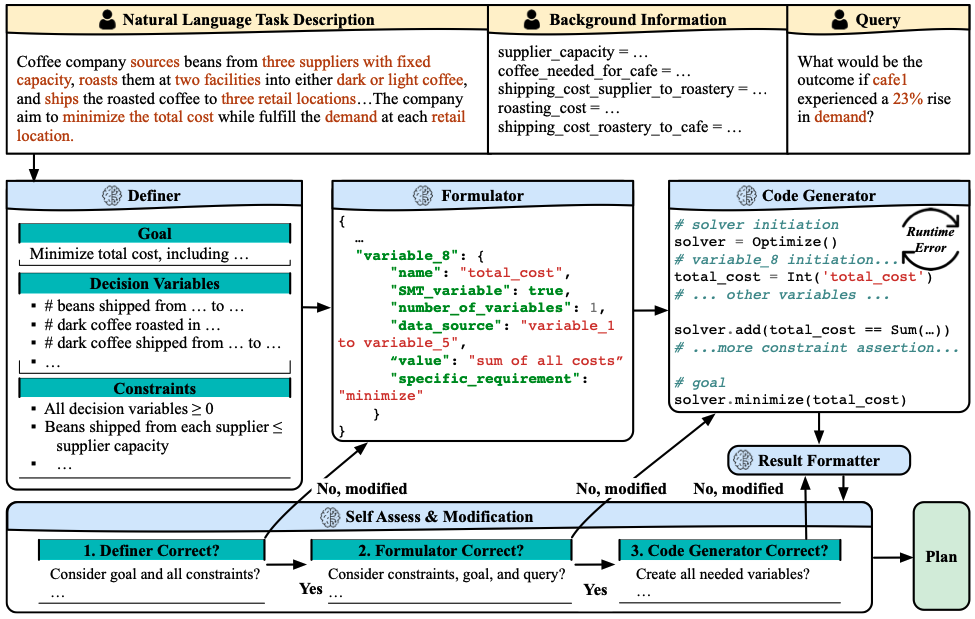 Natural Language Task Description
Coffee company sources beans from three suppliers with fixed
capacity, roasts them at two facilities into either dark or light coffee,
and ships the roasted coffee to three retail locations…The company
aim to minimize the total cost while fulfill the demand at each retail
location.
Background Information
supplier_capacity = …
coffee_needed_for_cafe = …
shipping_cost_supplier_to_roastery = …
roasting_cost = …
shipping_cost_roastery_to_cafe = …
Query
What would be the
outcome if cafe1
experienced a 23% rise
in demand?
Definer
Goal
Minimize total cost, including …
Decision Variables
▪ # beans shipped from … to …
▪ # dark coffee roasted in …
▪ # dark coffee shipped from … to …
▪ …
Constraints
▪ All decision variables ≥ 0
▪ Beans shipped from each supplier ≤
supplier capacity
▪ …
Formulator
{
…
"variable_8": {
"name": "total_cost",
"SMT_variable": true,
"number_of_variables": 1,
"data_source": "variable_1
to variable_5",
“value": "sum of all costs”
"specific_requirement":
"minimize"
}
}
Code Generator
# solver initiation
solver = Optimize()
# variable_8 initiation...
total_cost = Int('total_cost')
# ... other variables ...
solver.add(total_cost == Sum(…))
# ...more constraint assertion...
# goal
solver.minimize(total_cost)
Runtime
Error
Result Formatter
No, modified
No, modified
No, modified
Self Assess & Modification
1. Definer Correct?
Consider goal and all constraints?
…
Yes
2. Formulator Correct?
Consider constraints, goal, and query?
…
Yes
3. Code Generator Correct?
Create all needed variables?
…
Plan